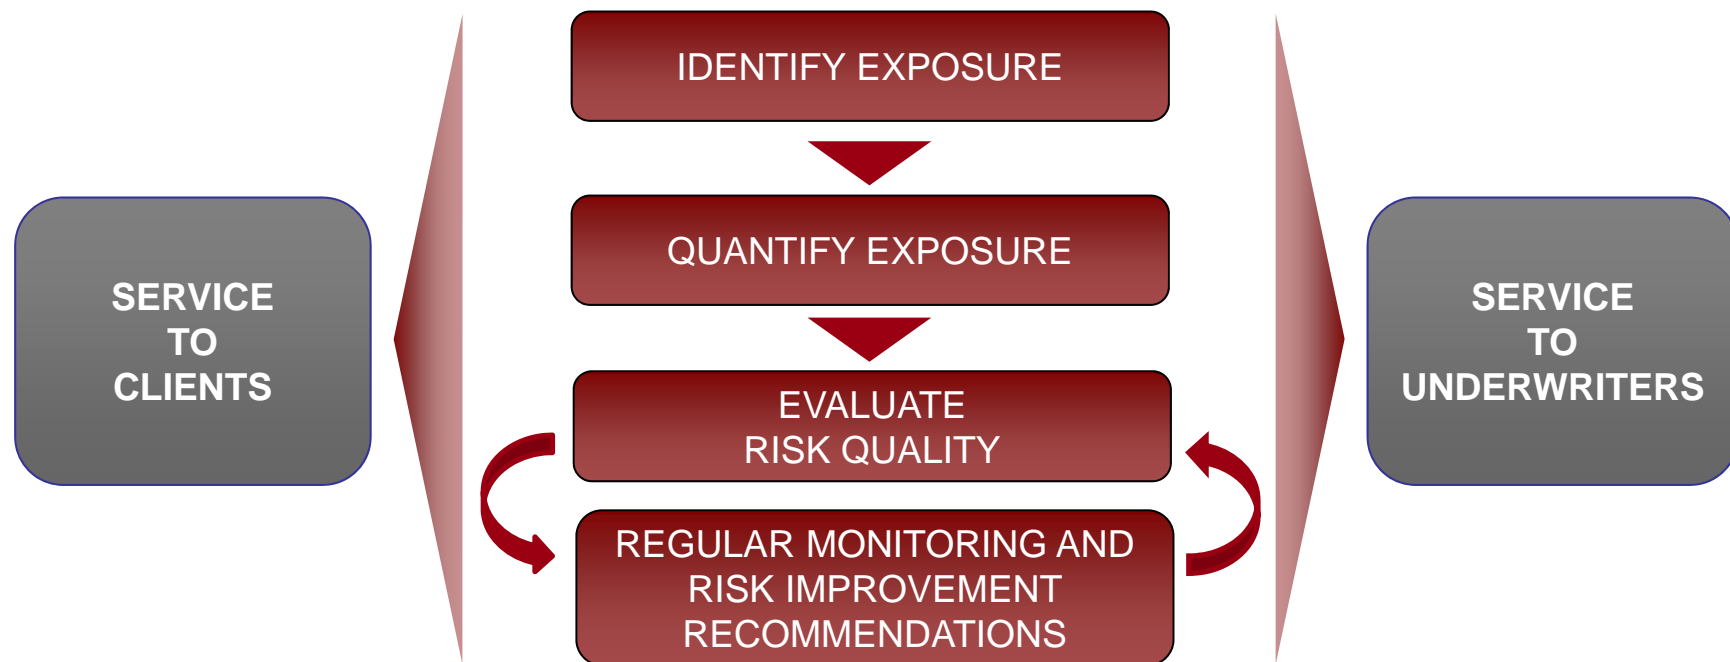 IDENTIFY EXPOSURE
QUANTIFY EXPOSURE
SERVICE
TO
CLIENTS
SERVICE
TO
UNDERWRITERS
EVALUATE
RISK QUALITY
REGULAR MONITORING AND
RISK IMPROVEMENT
RECOMMENDATIONS